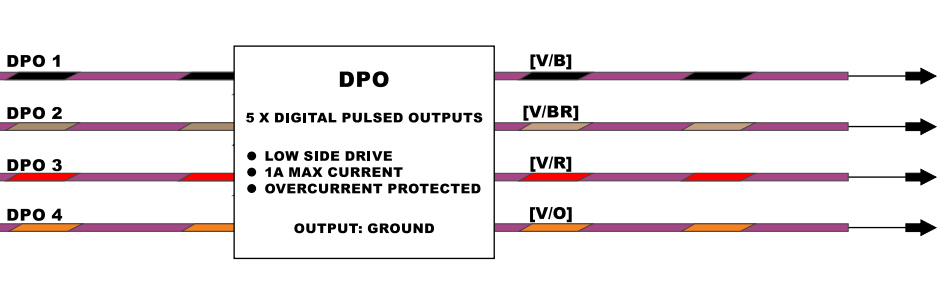 DPO 1
DPO 2
DPO 3
DPO 4
DPO
5 X DIGITAL PULSED OUTPUTS
● LOW SIDE DRIVE
● 1A MAX CURRENT
● OVERCURRENT PROTECTED
OUTPUT: GROUND
[V/B]
[V/BR]
[V/R]
[V/O]